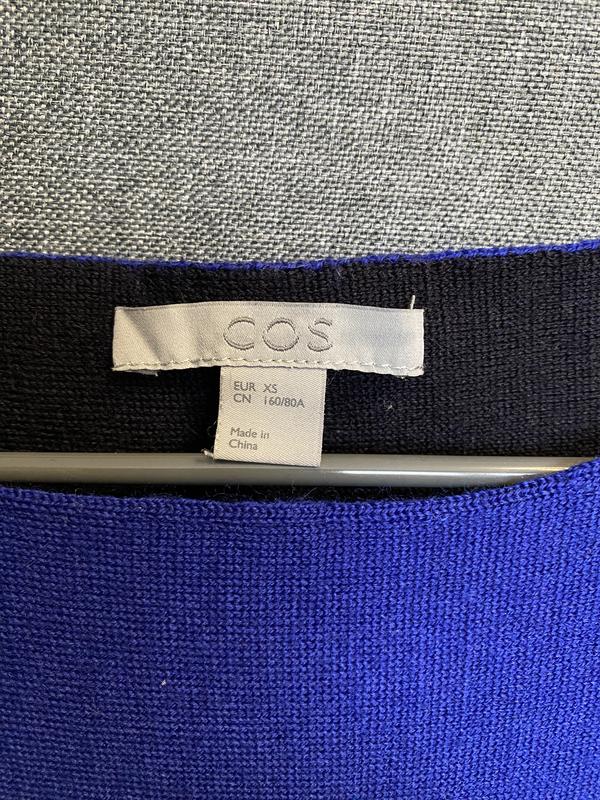 COS
EUR XS
CN 160/80A
Made in
China